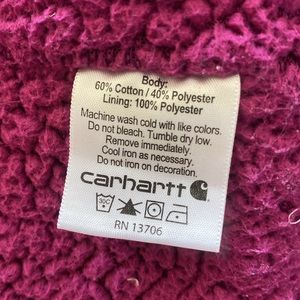 Body:
60% Cotton / 40% Polyester
Lining: 100% Polyester
Machine wash cold with like colors.
Do not bleach. Tumble dry low.
Remove immediately.
Cool iron as necessary.
Do not iron on decoration.
carhartt
30C
RN 13706